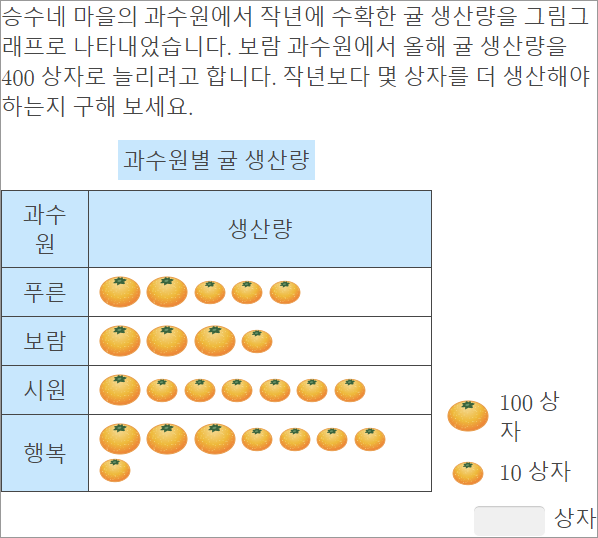 승수네 마을의 과수원에서 작년에 수확한 귤 생산량을 그림그
래프로 나타내었습니다. 보람 과수원에서 올해 귤 생산량을
400 상자로 늘리려고 합니다. 작년보다 몇 상자를 더 생산해야
하는지 구해 보세요.
과수원별 귤 생산량
과수
원
생산량
푸른
보람
시원
행복
100 상
자
10 상자
상자